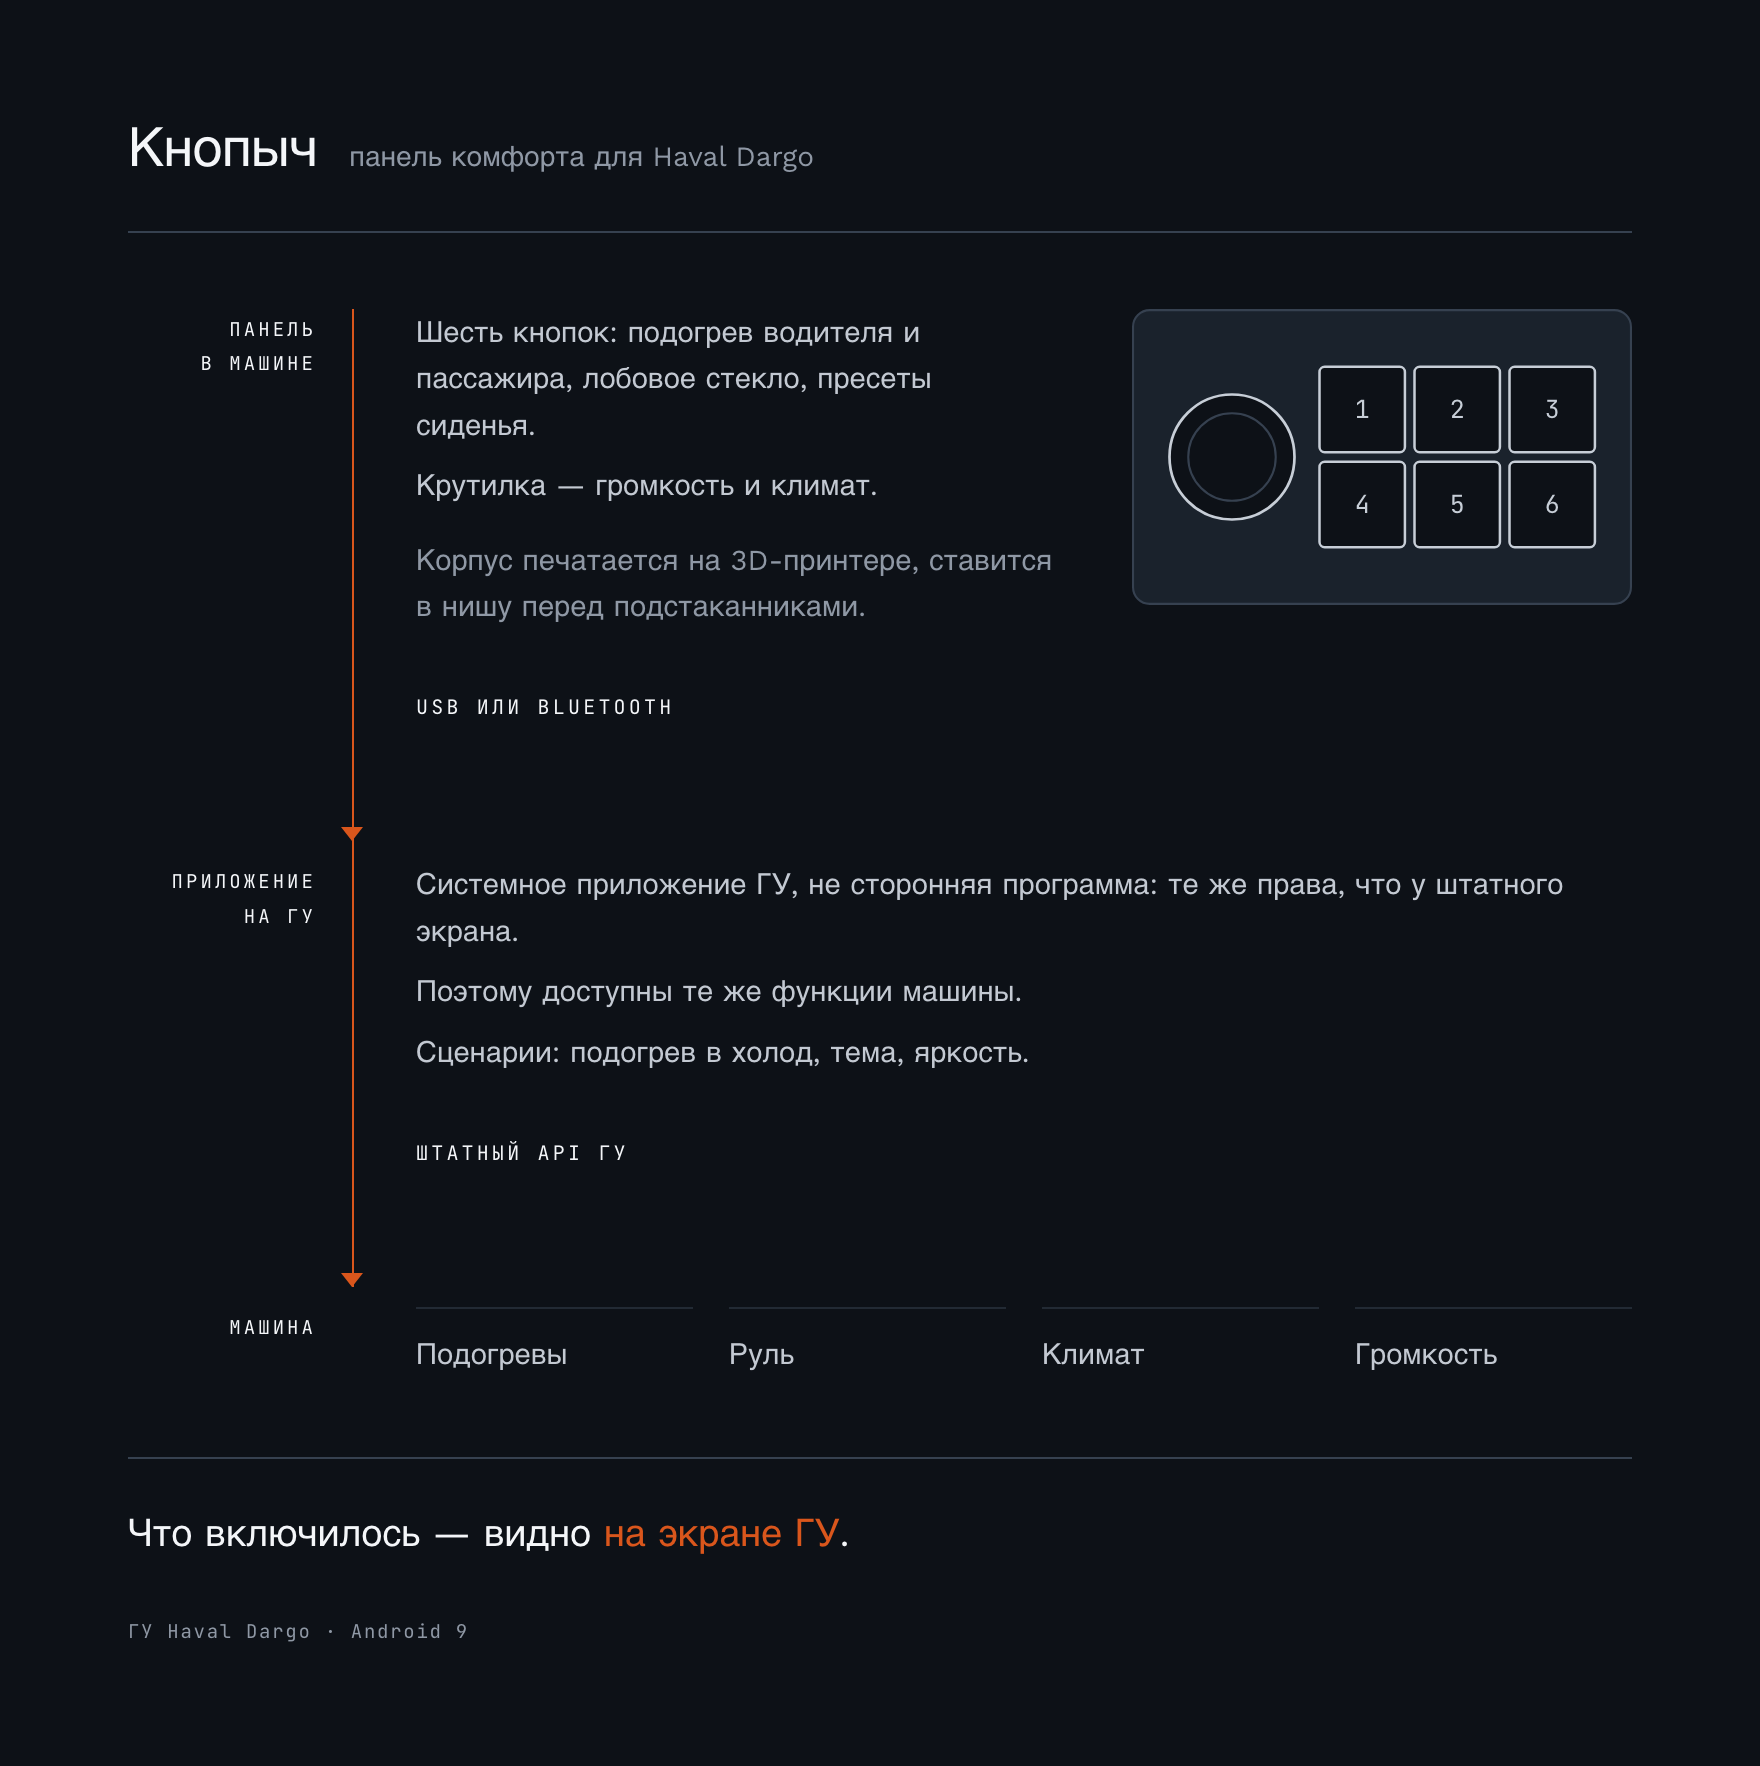 Кнопыч панель комфорта для Haval Dargo
ПАНЕЛЬ
В МАШИНЕ
Шесть кнопок: подогрев водителя и
пассажира, лобовое стекло, пресеты
сиденья.
Крутилка — громкость и климат.
Корпус печатается на 3D-принтере, ставится
в нишу перед подстаканниками.
1 2 3
4 5 6
USB ИЛИ BLUETOOTH
ПРИЛОЖЕНИЕ
НА ГУ
Системное приложение ГУ, не сторонняя программа: те же права, что у штатного
экрана.
Поэтому доступны те же функции машины.
Сценарии: подогрев в холод, тема, яркость.
ШТАТНЫЙ API ГУ
МАШИНА
Подогревы Руль Климат Громкость
Что включилось — видно на экране ГУ.
ГУ Haval Dargo · Android 9